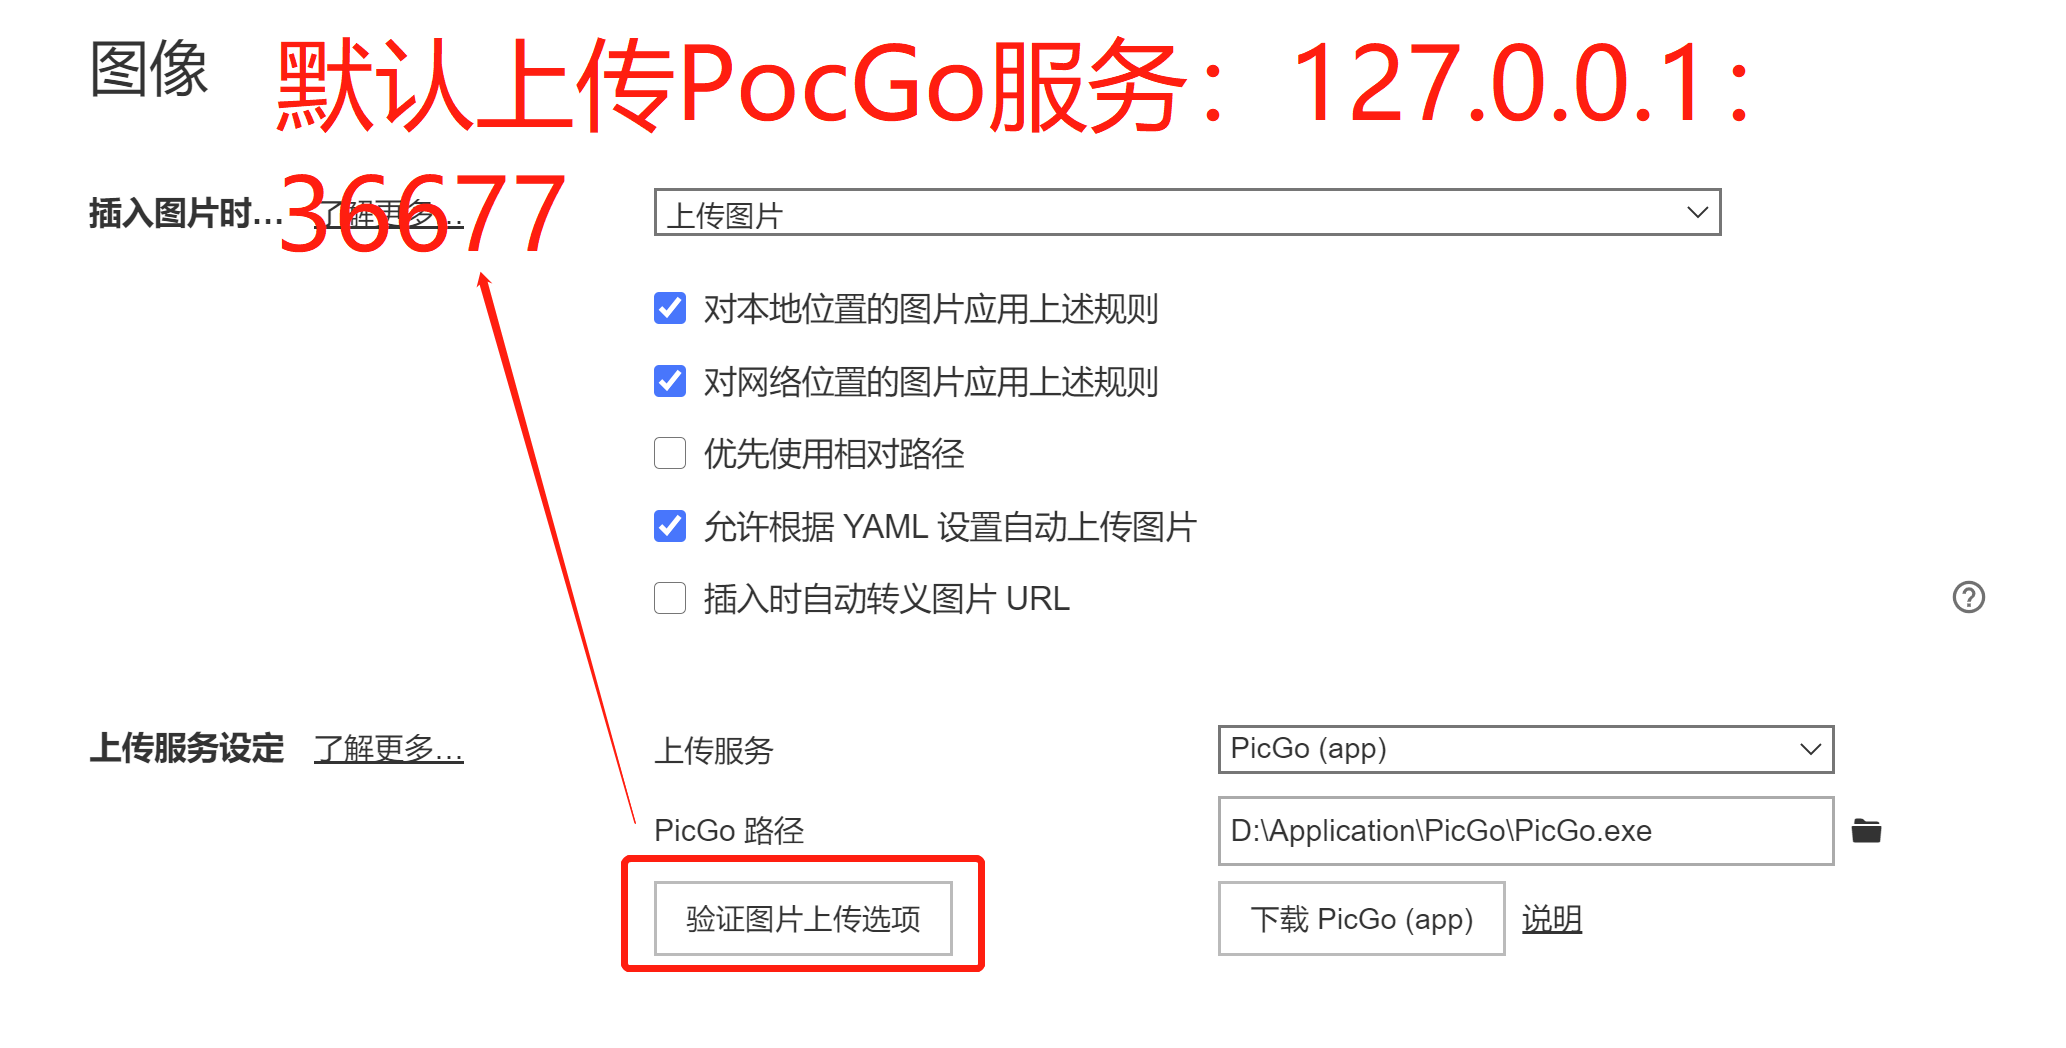 图像
默认上传PocGo服务：127.0.0.1：
36677
插入图片时... 了解更多... 上传图片
对本地位置的图片应用上述规则
对网络位置的图片应用上述规则
优先使用相对路径
允许根据 YAML 设置自动上传图片
插入时自动转义图片 URL
?
上传服务设定 了解更多... 上传服务 PicGo (app)
PicGo 路径 D:\Application\PicGo\PicGo.exe
验证图片上传选项 下载 PicGo (app) 说明